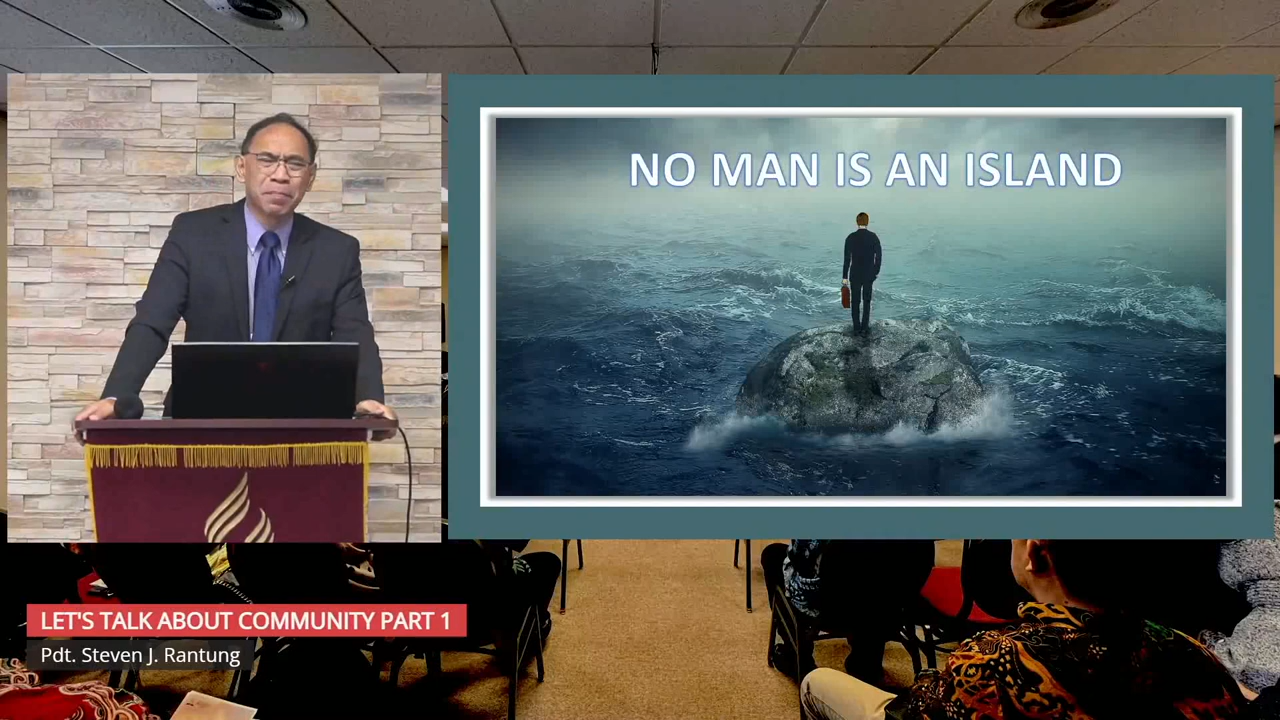 NO MAN IS AN ISLAND
LET'S TALK ABOUT COMMUNITY PART 1
Pdt. Steven J. Rantung